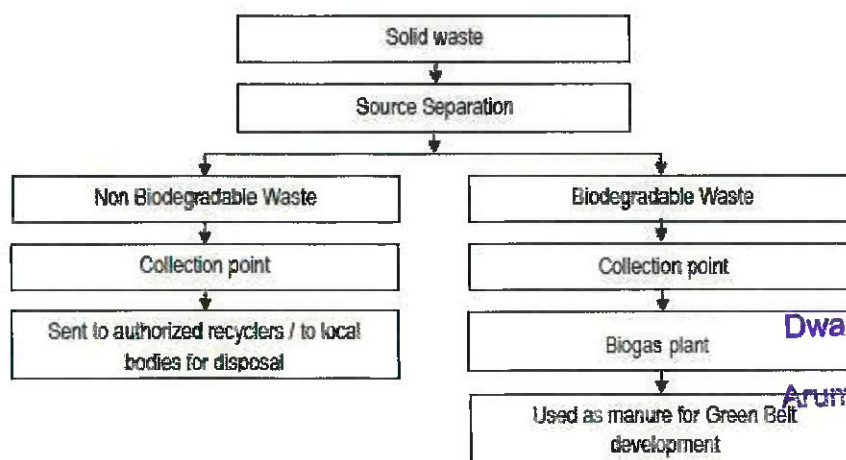 Solid waste
Source Separation
Non Biodegradable Waste
Biodegradable Waste
Collection point
Collection point
Sent to authorized recyclers / to local
bodies for disposal
Biogas plant
Dwa
Arum
Used as manure for Green Belt
development